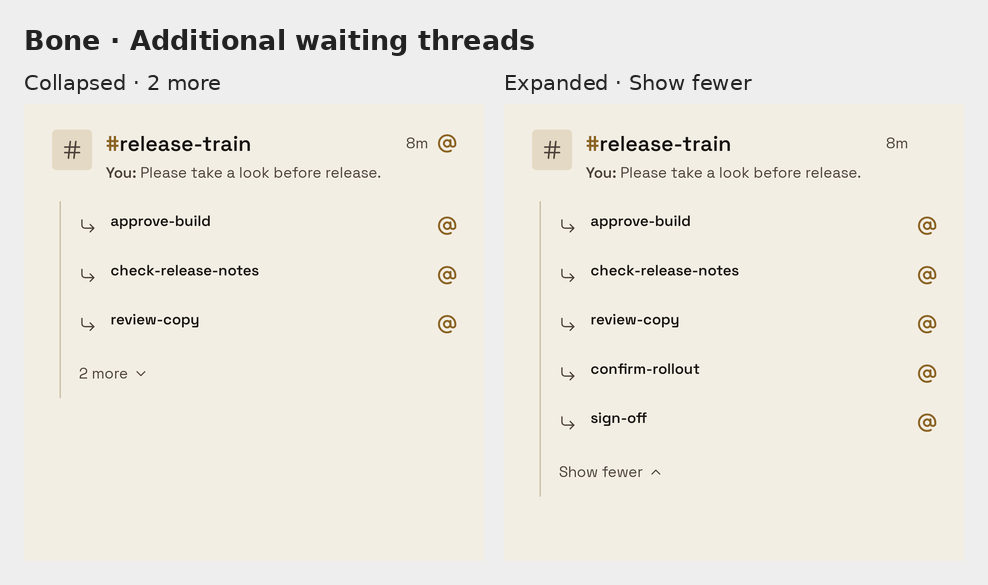 Bone · Additional waiting threads
Collapsed · 2 more
#
#release-train
8m @
You: Please take a look before release.
approve-build @
check-release-notes @
review-copy @
2 more
Expanded · Show fewer
#
#release-train
8m
You: Please take a look before release.
approve-build @
check-release-notes @
review-copy @
confirm-rollout @
sign-off @
Show fewer